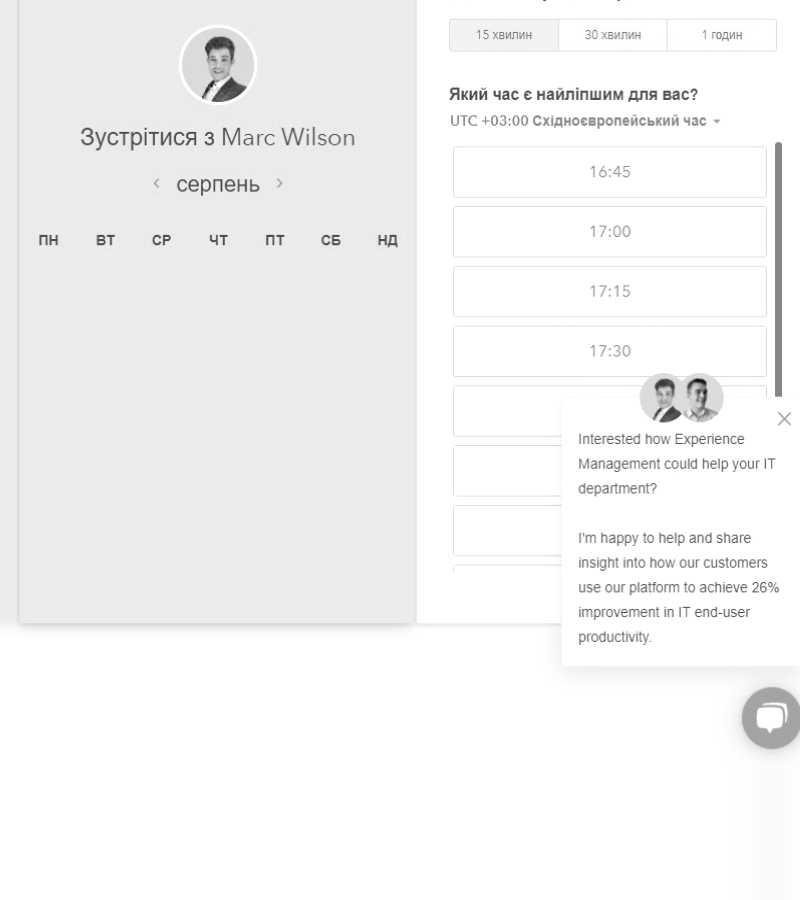 Зустрітися з Marc Wilson
серпень
ПН ВТ СР ЧТ ПТ СБ НД
15 хвилин 30 хвилин 1 годин
Який час є найліпшим для вас?
UTC +03:00 Східноєвропейський час
16:45
17:00
17:15
17:30
Interested how Experience
Management could help your IT
department?
I'm happy to help and share
insight into how our customers
use our platform to achieve 26%
improvement in IT end-user
productivity.